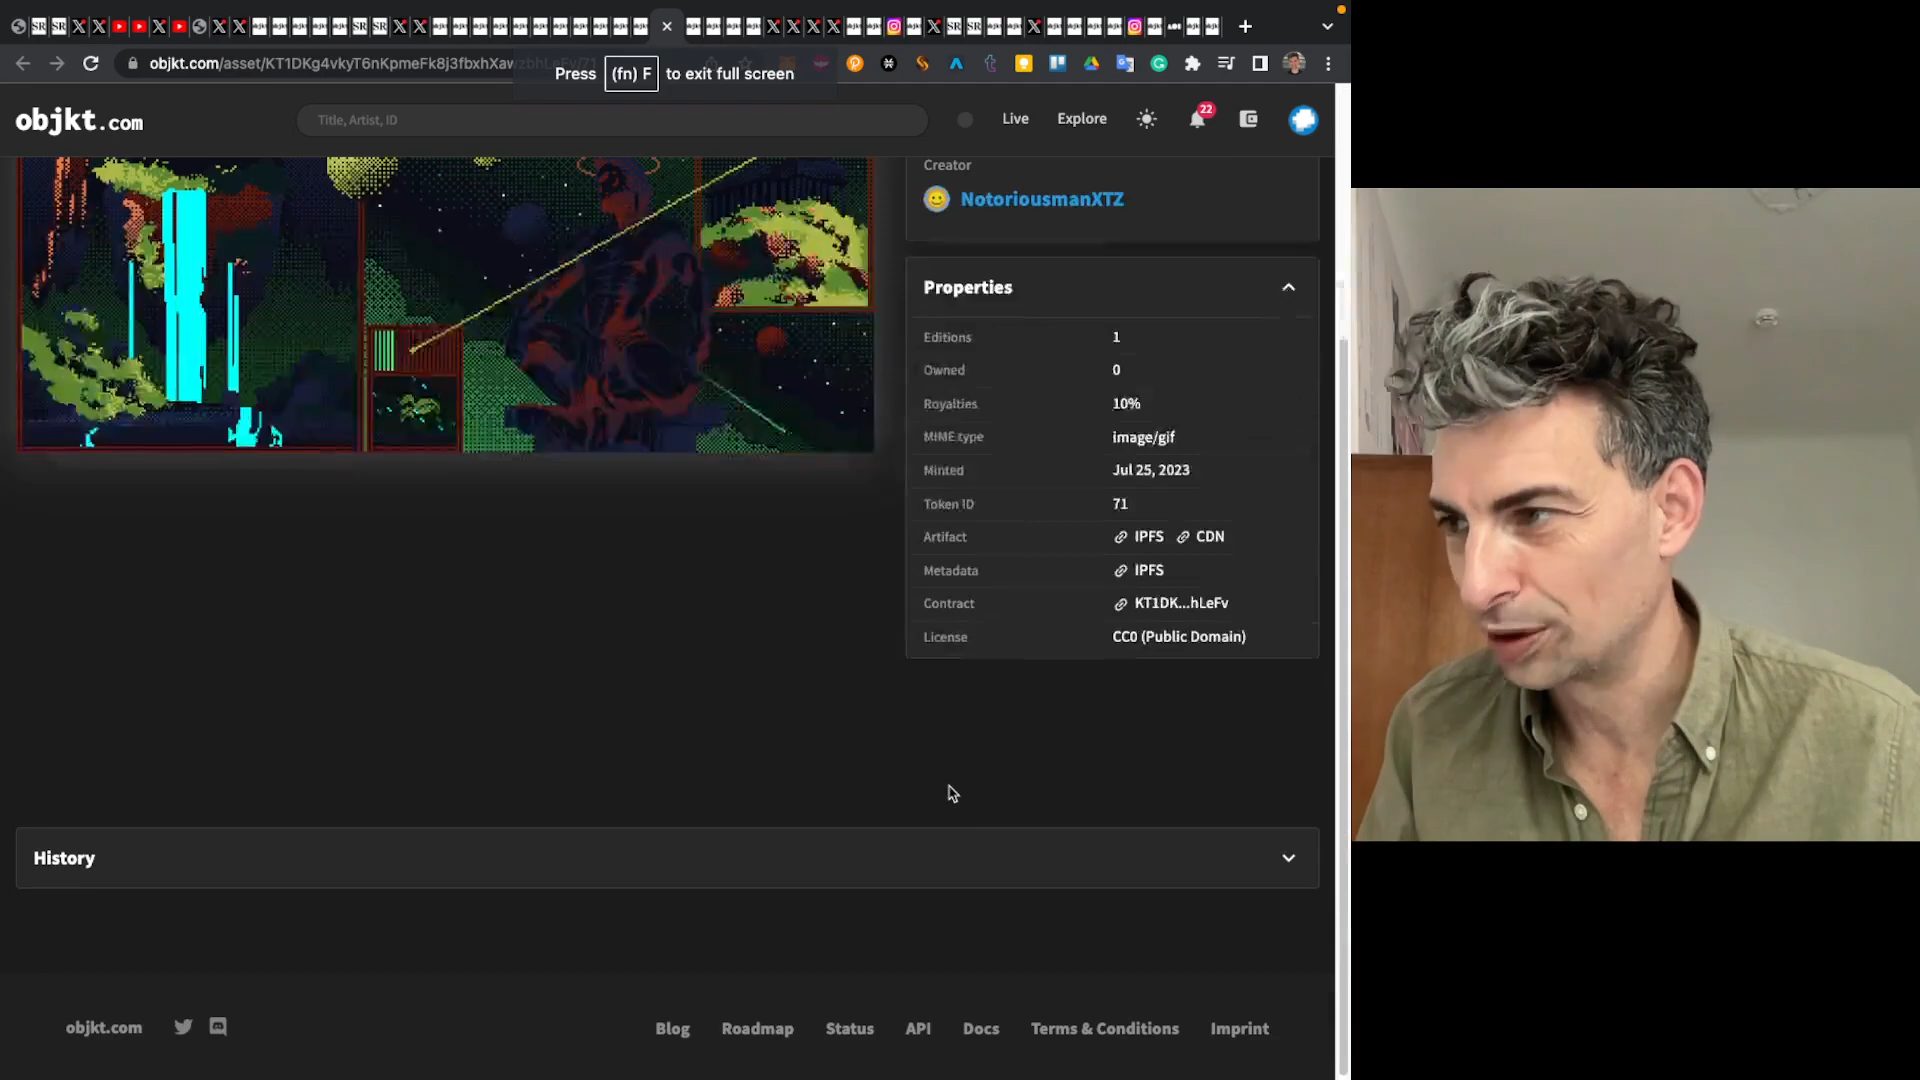 objkt.com/asset/KT1DKg4vkyT6nKpmeFk8j3fbxhXaw
Press (fn) F to exit full screen
objkt.com
Title, Artist, ID
Live
Explore
22
Creator
NotoriousmanXTZ
Properties
Editions 1
Owned 0
Royalties 10%
MIME type image/gif
Minted Jul 25, 2023
Token ID 71
Artifact IPFS CDN
Metadata IPFS
Contract KT1DK...hLeFv
License CC0 (Public Domain)
History
objkt.com
Blog Roadmap Status API Docs Terms & Conditions Imprint